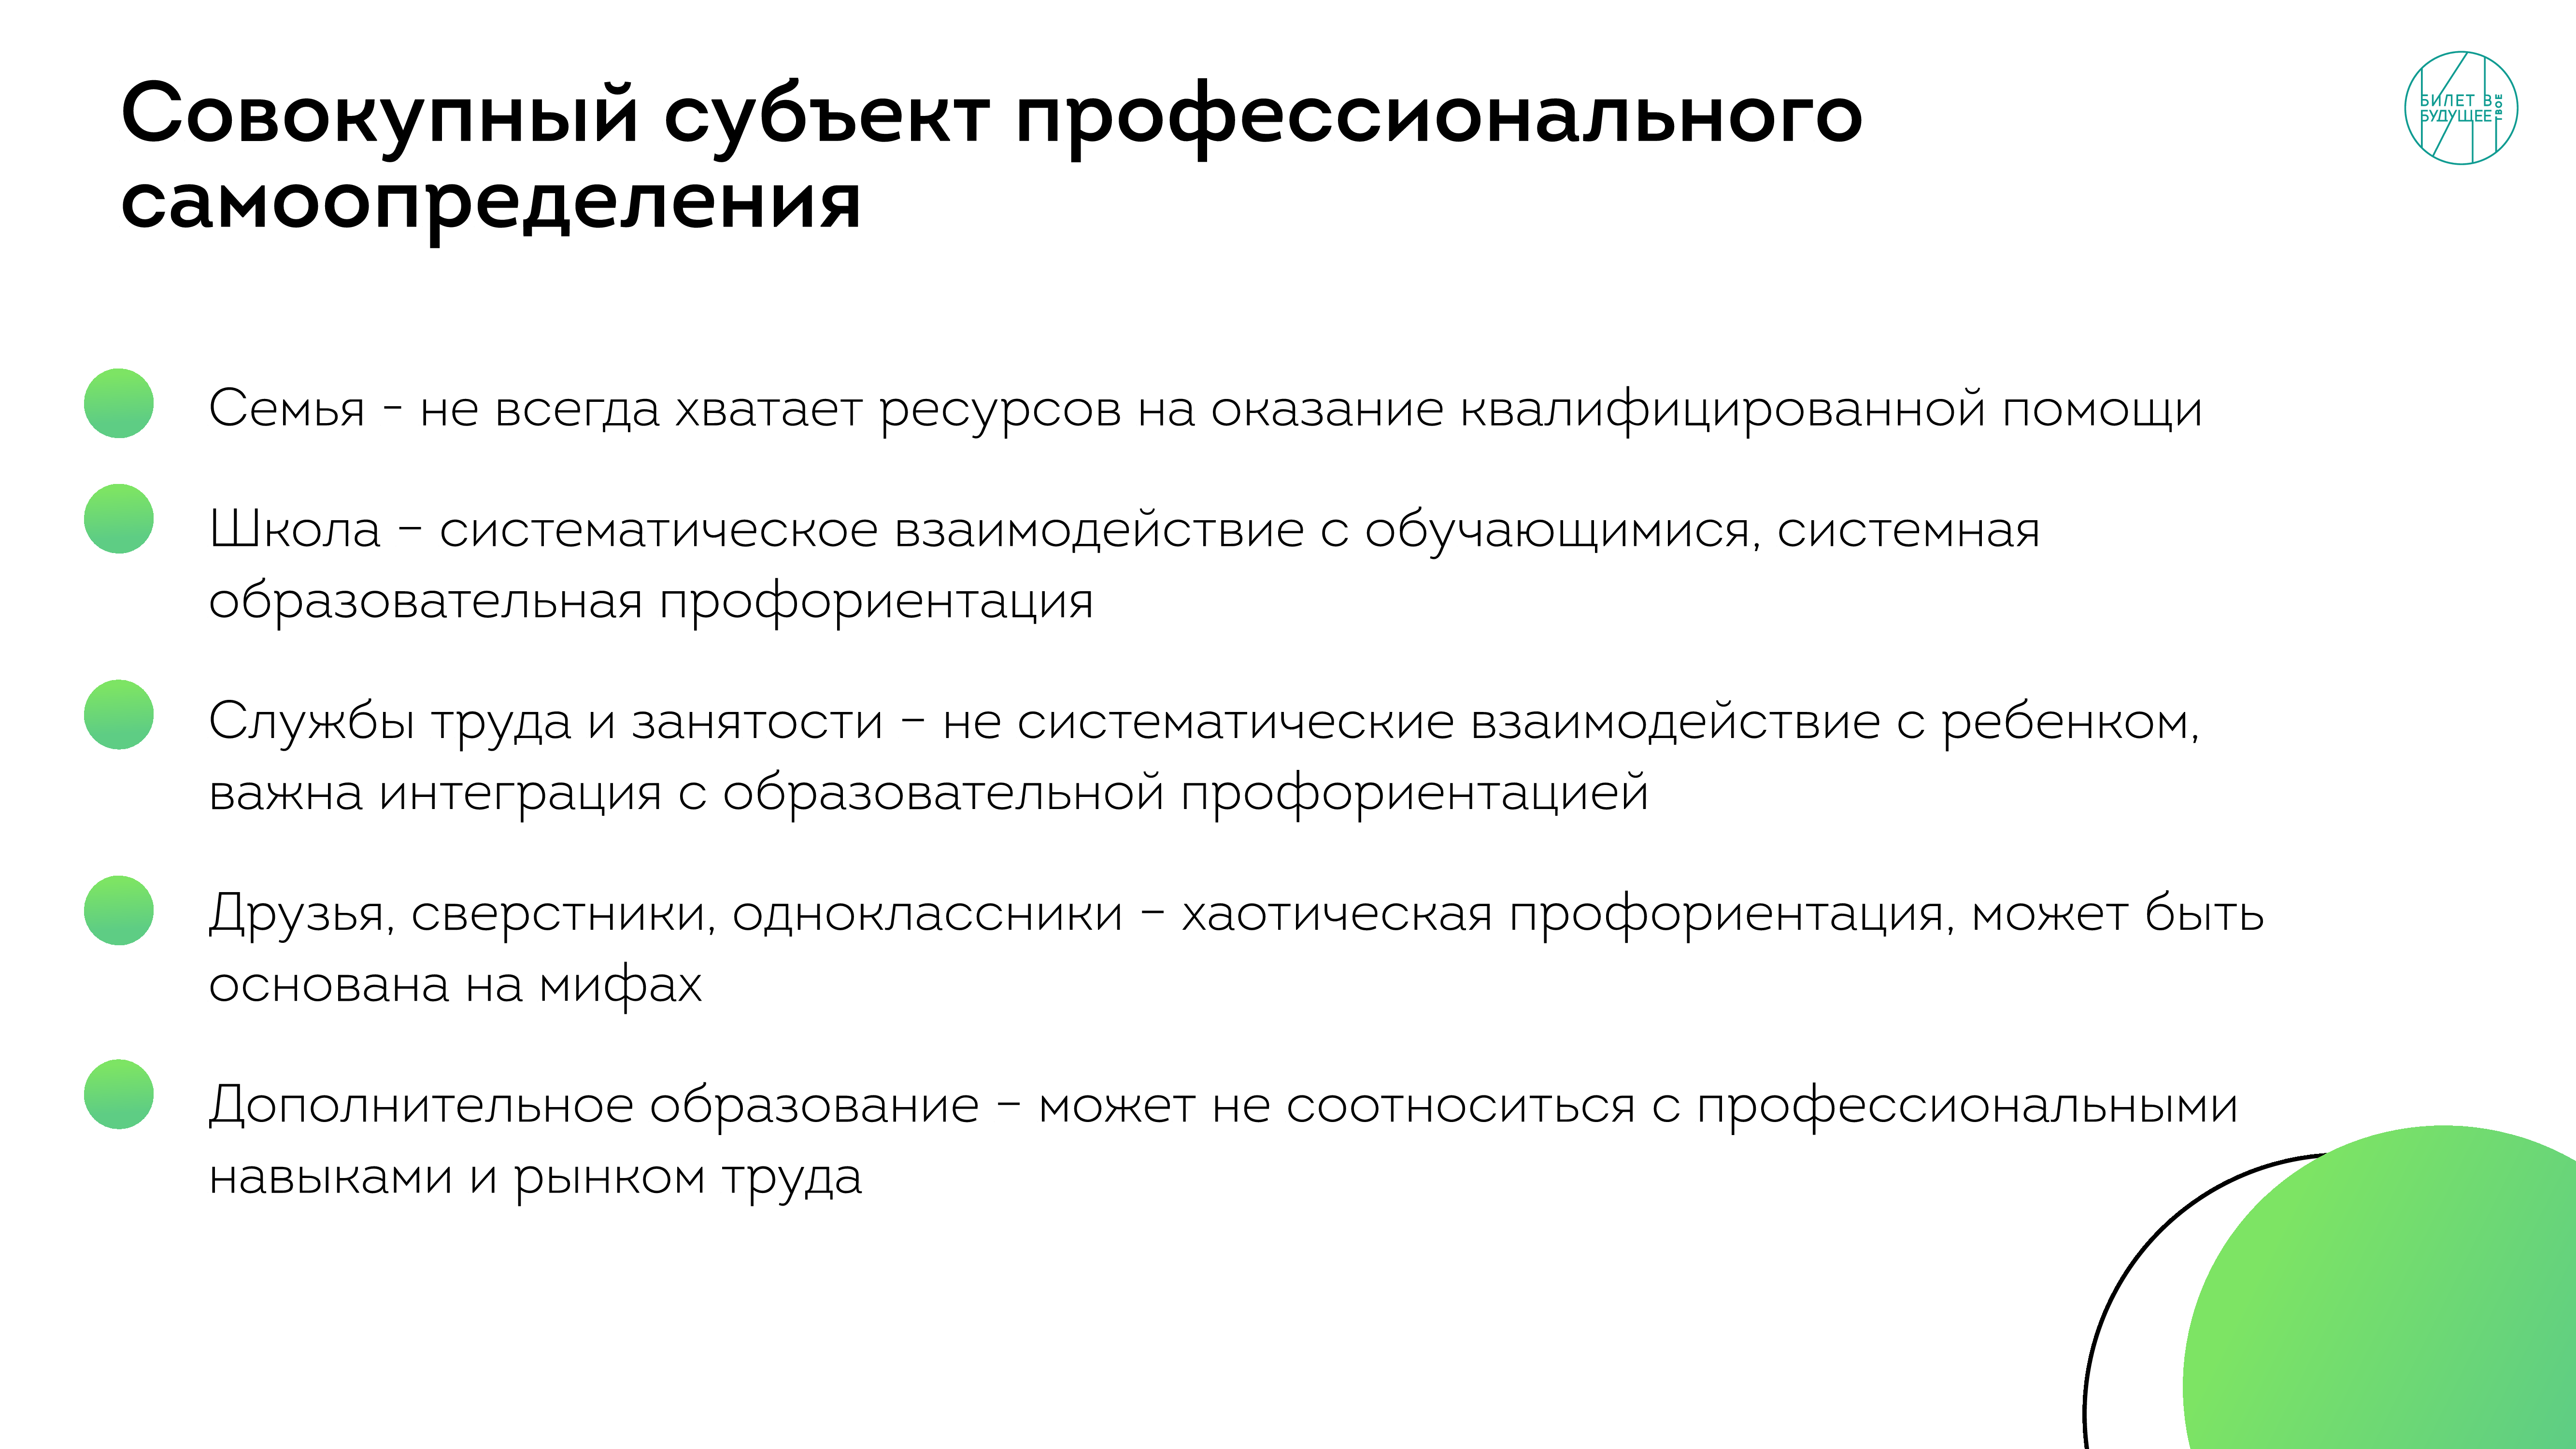 Совокупный субъект профессионального
самоопределения
БИЛЕТ В
БУДУЩЕЕ
ТВОЕ
Семья - не всегда хватает ресурсов на оказание квалифицированной помощи
Школа – систематическое взаимодействие с обучающимися, системная
образовательная профориентация
Службы труда и занятости – не систематические взаимодействие с ребенком,
важна интеграция с образовательной профориентацией
Друзья, сверстники, одноклассники – хаотическая профориентация, может быть
основана на мифах
Дополнительное образование – может не соотноситься с профессиональными
навыками и рынком труда